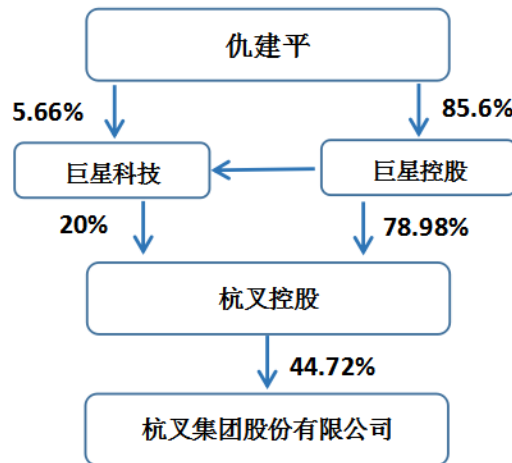 仇建平
5.66%
85.6%
巨星科技
巨星控股
20%
78.98%
杭叉控股
44.72%
杭叉集团股份有限公司